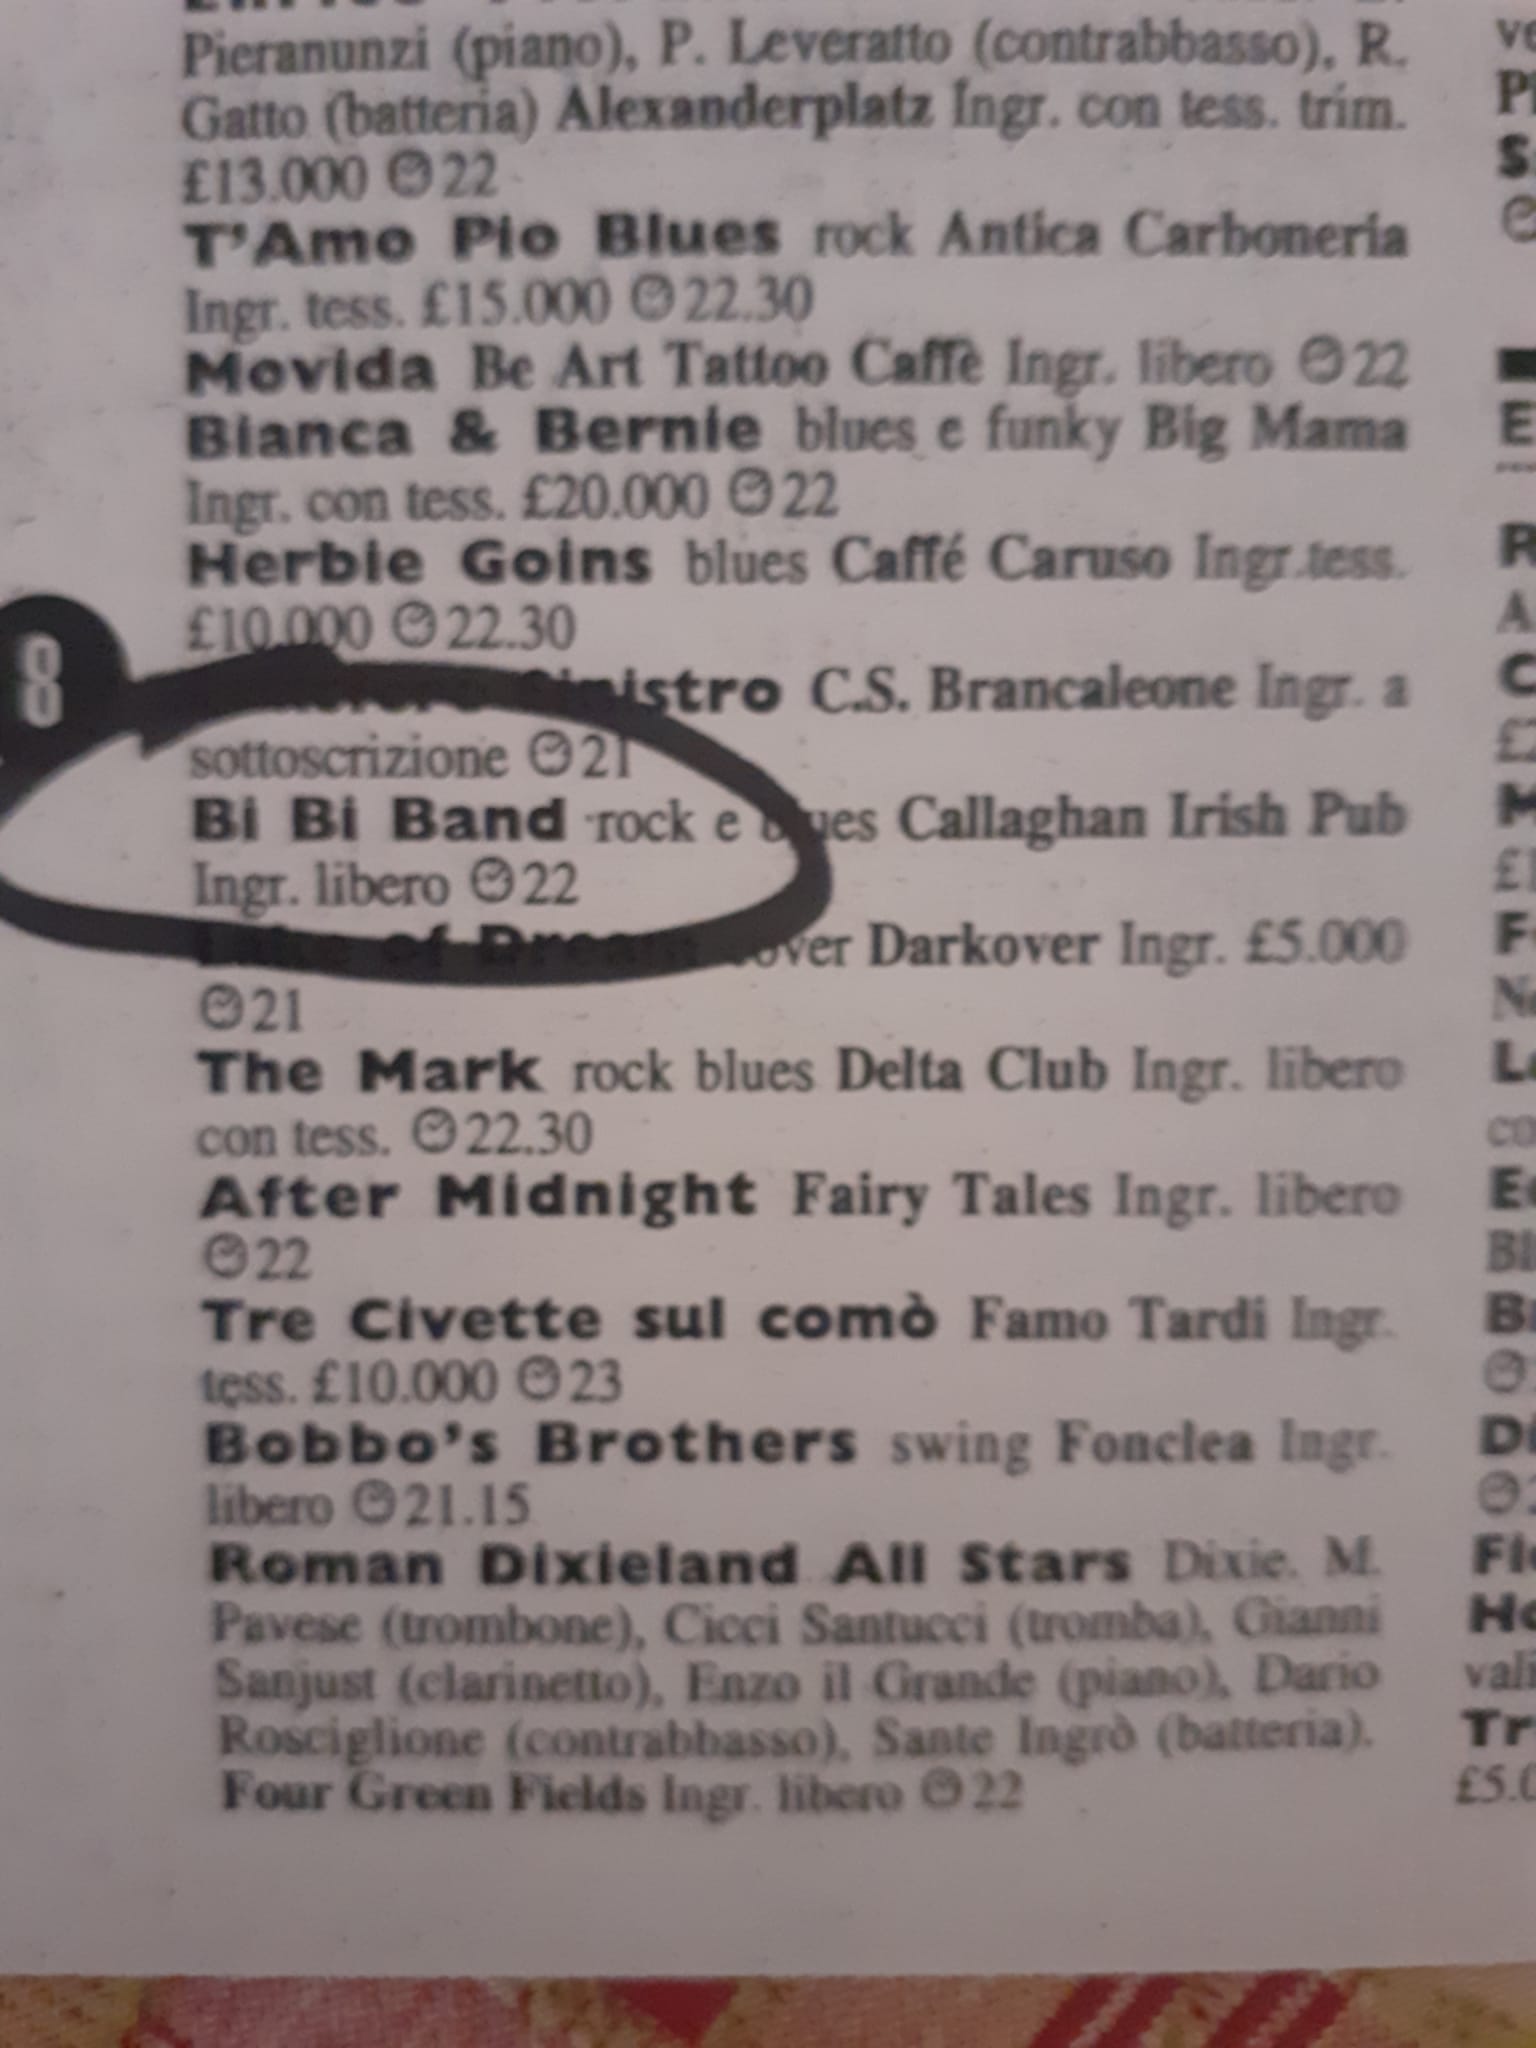 Pieranunzi (piano), P. Leveratto (contrabbasso), R.
Gatto (batteria) Alexanderplatz Ingr. con tess. trim.
£13.000 22
T'Amo Pio Blues rock Antica Carboneria
Ingr. tess. £15.000 22.30
Movida Be Art Tattoo Caffè Ingr. libero 22
Bianca & Bernie blues e funky Big Mama
Ingr. con tess. £20.000 22
Herbie Goins blues Caffé Caruso Ingr.tess.
£10.000 22.30
8
Sinistro C.S. Brancaleone Ingr. a
sottoscrizione 21
Bi Bi Band rock e blues Callaghan Irish Pub
Ingr. libero 22
Lake of Dream cover Darkover Ingr. £5.000
21
The Mark rock blues Delta Club Ingr. libero
con tess. 22.30
After Midnight Fairy Tales Ingr. libero
22
Tre Civette sul comò Famo Tardi Ingr.
tess. £10.000 23
Bobbo's Brothers swing Fonclea Ingr.
libero 21.15
Roman Dixieland All Stars Dixie. M.
Pavese (trombone), Cicci Santucci (tromba), Gianni
Sanjust (clarinetto), Enzo il Grande (piano), Dario
Rosciglione (contrabbasso), Sante Ingrò (batteria).
Four Green Fields Ingr. libero 22